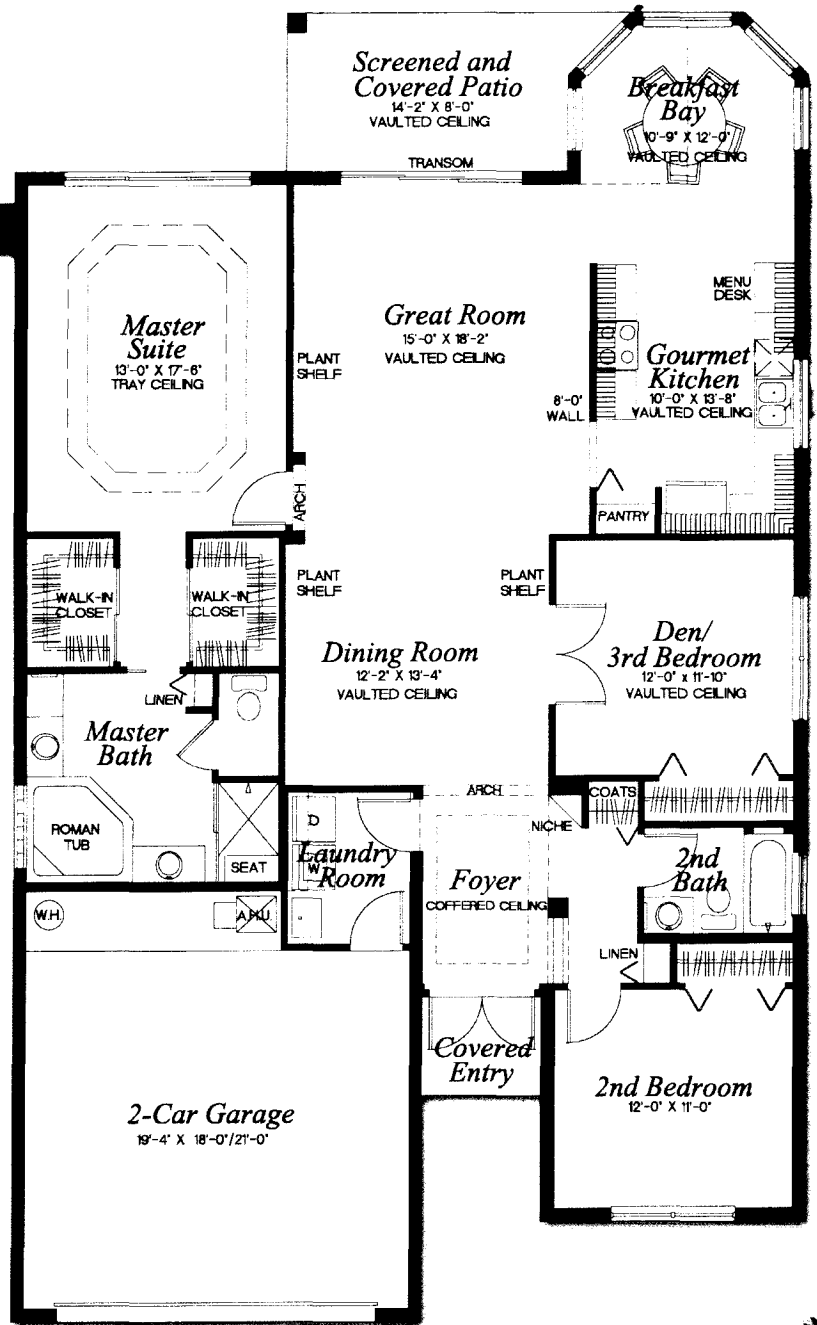 Screened and
Covered Patio
14'-2" X 8'-0"
VAULTED CEILING
TRANSOM
Breakfast
Bay
10'-9" X 12'-0"
VAULTED CEILING
Master
Suite
13'-0" X 17'-6"
TRAY CEILING
PLANT
SHELF
Great Room
15'-0" X 18'-2"
VAULTED CEILING
MENU
DESK
Gourmet
Kitchen
10'-0" X 13'-8"
VAULTED CEILING
8'-0"
WALL
ARCH
PANTRY
WALK-IN
CLOSET
WALK-IN
CLOSET
PLANT
SHELF
PLANT
SHELF
Dining Room
12'-2" X 13'-4"
VAULTED CEILING
Den/
3rd Bedroom
12'-0" X 11'-10"
VAULTED CEILING
LINEN
Master
Bath
ROMAN
TUB
SEAT
ARCH
COATS
NICHE
D
W
Laundry
Room
Foyer
COFFERED CEILING
2nd
Bath
LINEN
W.H.
A.H.U.
Covered
Entry
2-Car Garage
19'-4" X 18'-0"/21'-0"
2nd Bedroom
12'-0" X 11'-0"